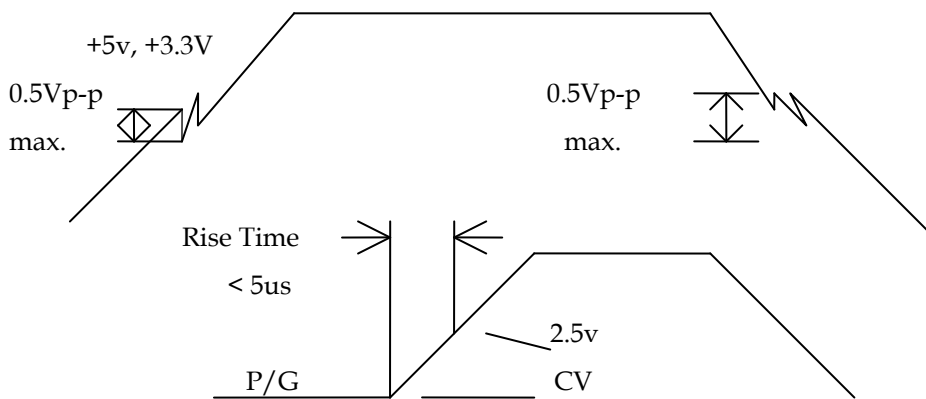 +5v, +3.3V
0.5Vp-p
max.
0.5Vp-p
max.
Rise Time
< 5us
2.5v
P/G
CV